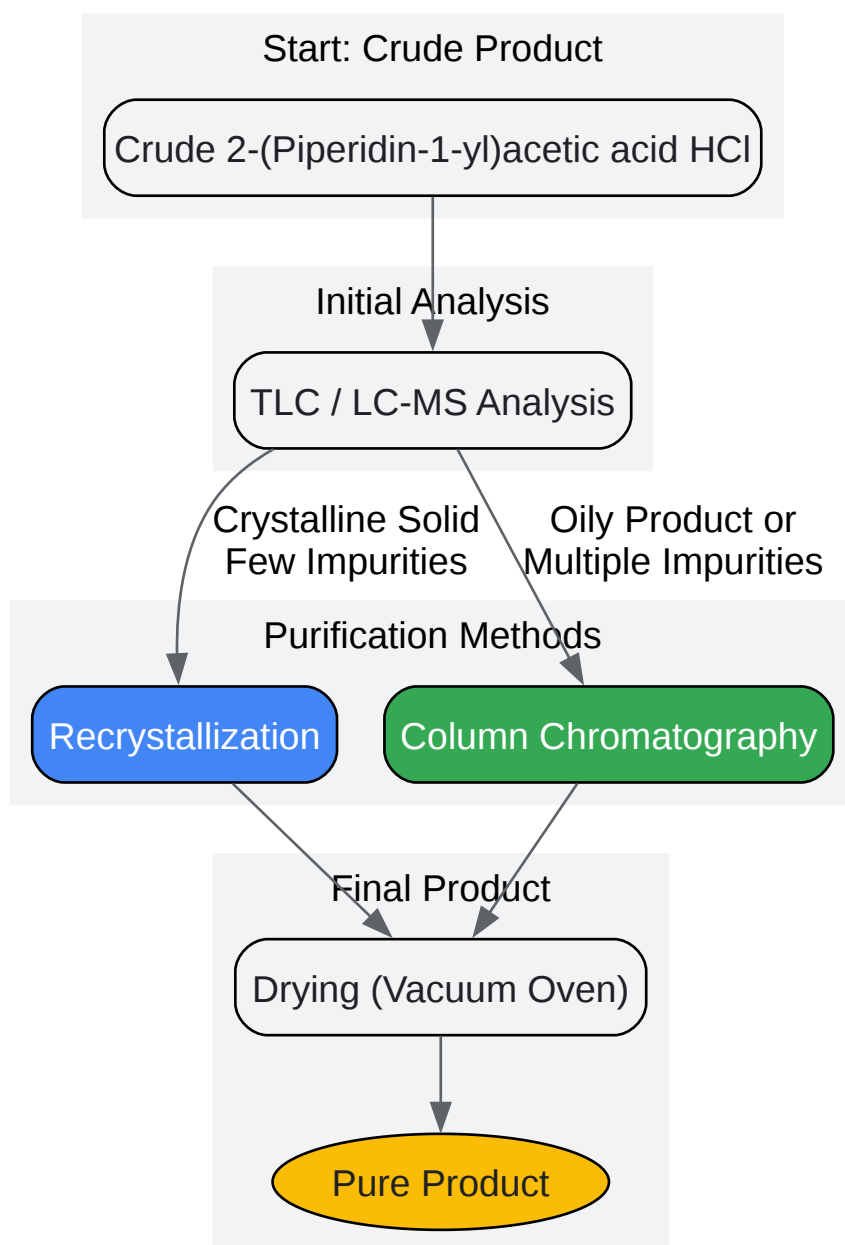 Start: Crude Product
Crude 2-(Piperidin-1-yl)acetic acid HCl
Initial Analysis
TLC / LC-MS Analysis
Crystalline Solid
Few Impurities
Oily Product or
Multiple Impurities
Purification Methods
Recrystallization
Column Chromatography
Final Product
Drying (Vacuum Oven)
Pure Product